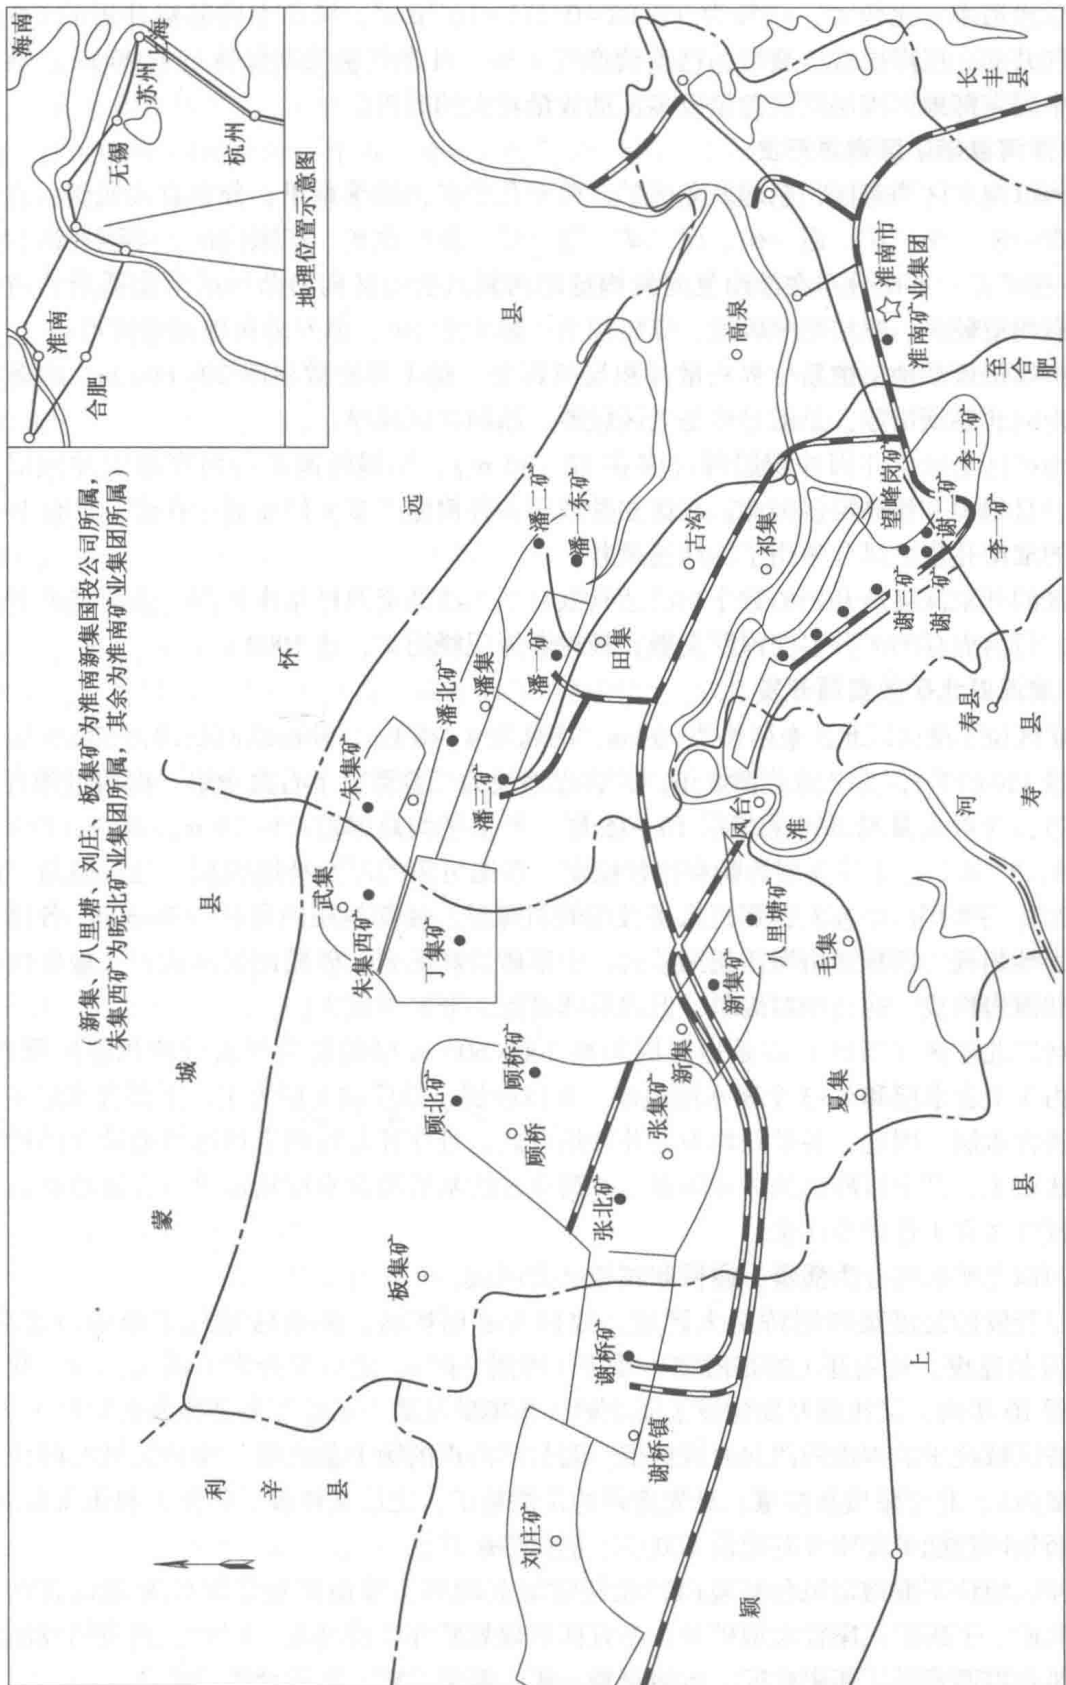 （新集、八里塘、刘庄、板集矿为淮南新集国投公司所属，
朱集西矿为皖北矿业集团所属，其余为淮南矿业集团所属）
利辛县
蒙城县
怀远县
长丰县
颍上县
寿县
淮河
刘庄矿
谢桥镇
谢桥矿
板集矿
张北矿
张集矿
顾桥
顾北矿
顾桥矿
新集
新集矿
八里塘矿
夏集
毛集
丁集矿
朱集西矿
武集
朱集矿
凤台
潘三矿
潘北矿
潘集
潘一矿
潘二矿
潘一东矿
田集
古沟
祁集
高泉
寿县
谢三矿
谢一矿
谢二矿
望峰岗矿
李一矿
李二矿
淮南市
淮南矿业集团
至合肥
地理位置示意图
合肥
淮南
无锡
苏州
上海
杭州
海南